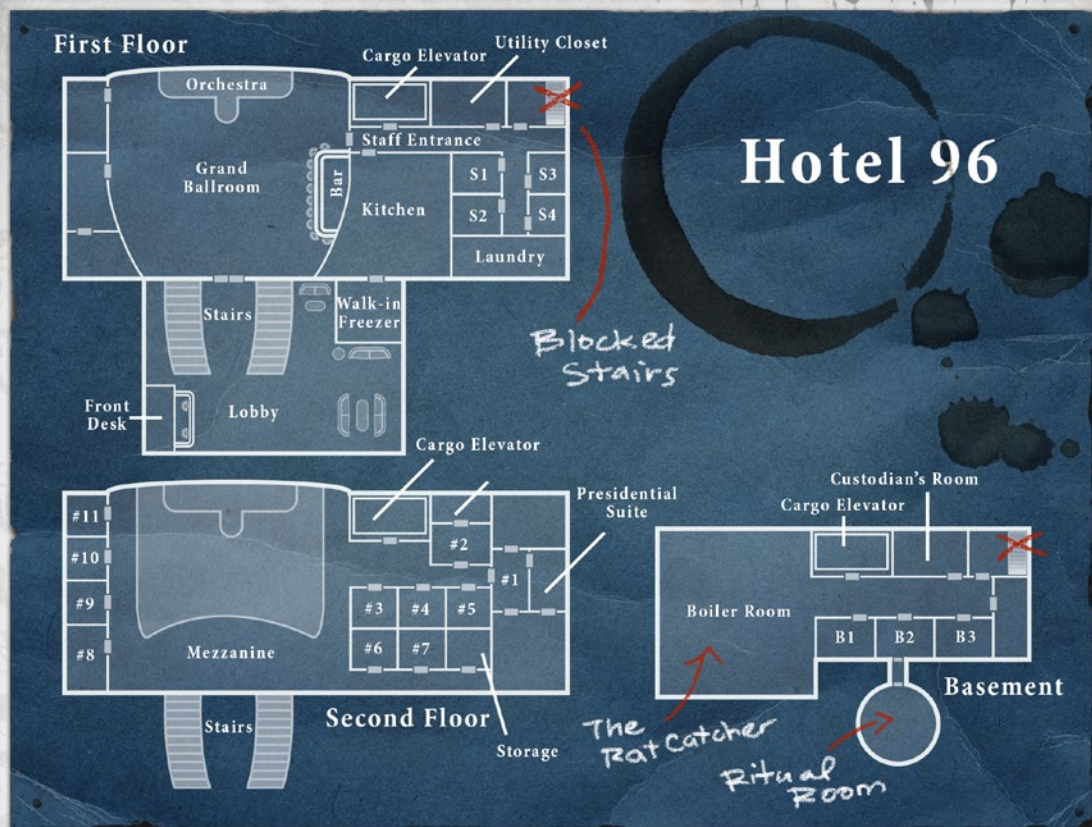 First Floor
Cargo Elevator
Utility Closet
Orchestra
Staff Entrance
Grand
Ballroom
Bar
Kitchen
S1
S3
S2
S4
Laundry
Hotel 96
Stairs
Walk-in
Freezer
Blocked
Stairs
Front
Desk
Lobby
Cargo Elevator
Presidential
Suite
#11
#10
#9
#8
#2
#1
#3
#4
#5
#6
#7
Mezzanine
Stairs
Second Floor
Storage
Custodian's Room
Cargo Elevator
Boiler Room
B1
B2
B3
Basement
The
Rat Catcher
Ritual
Room